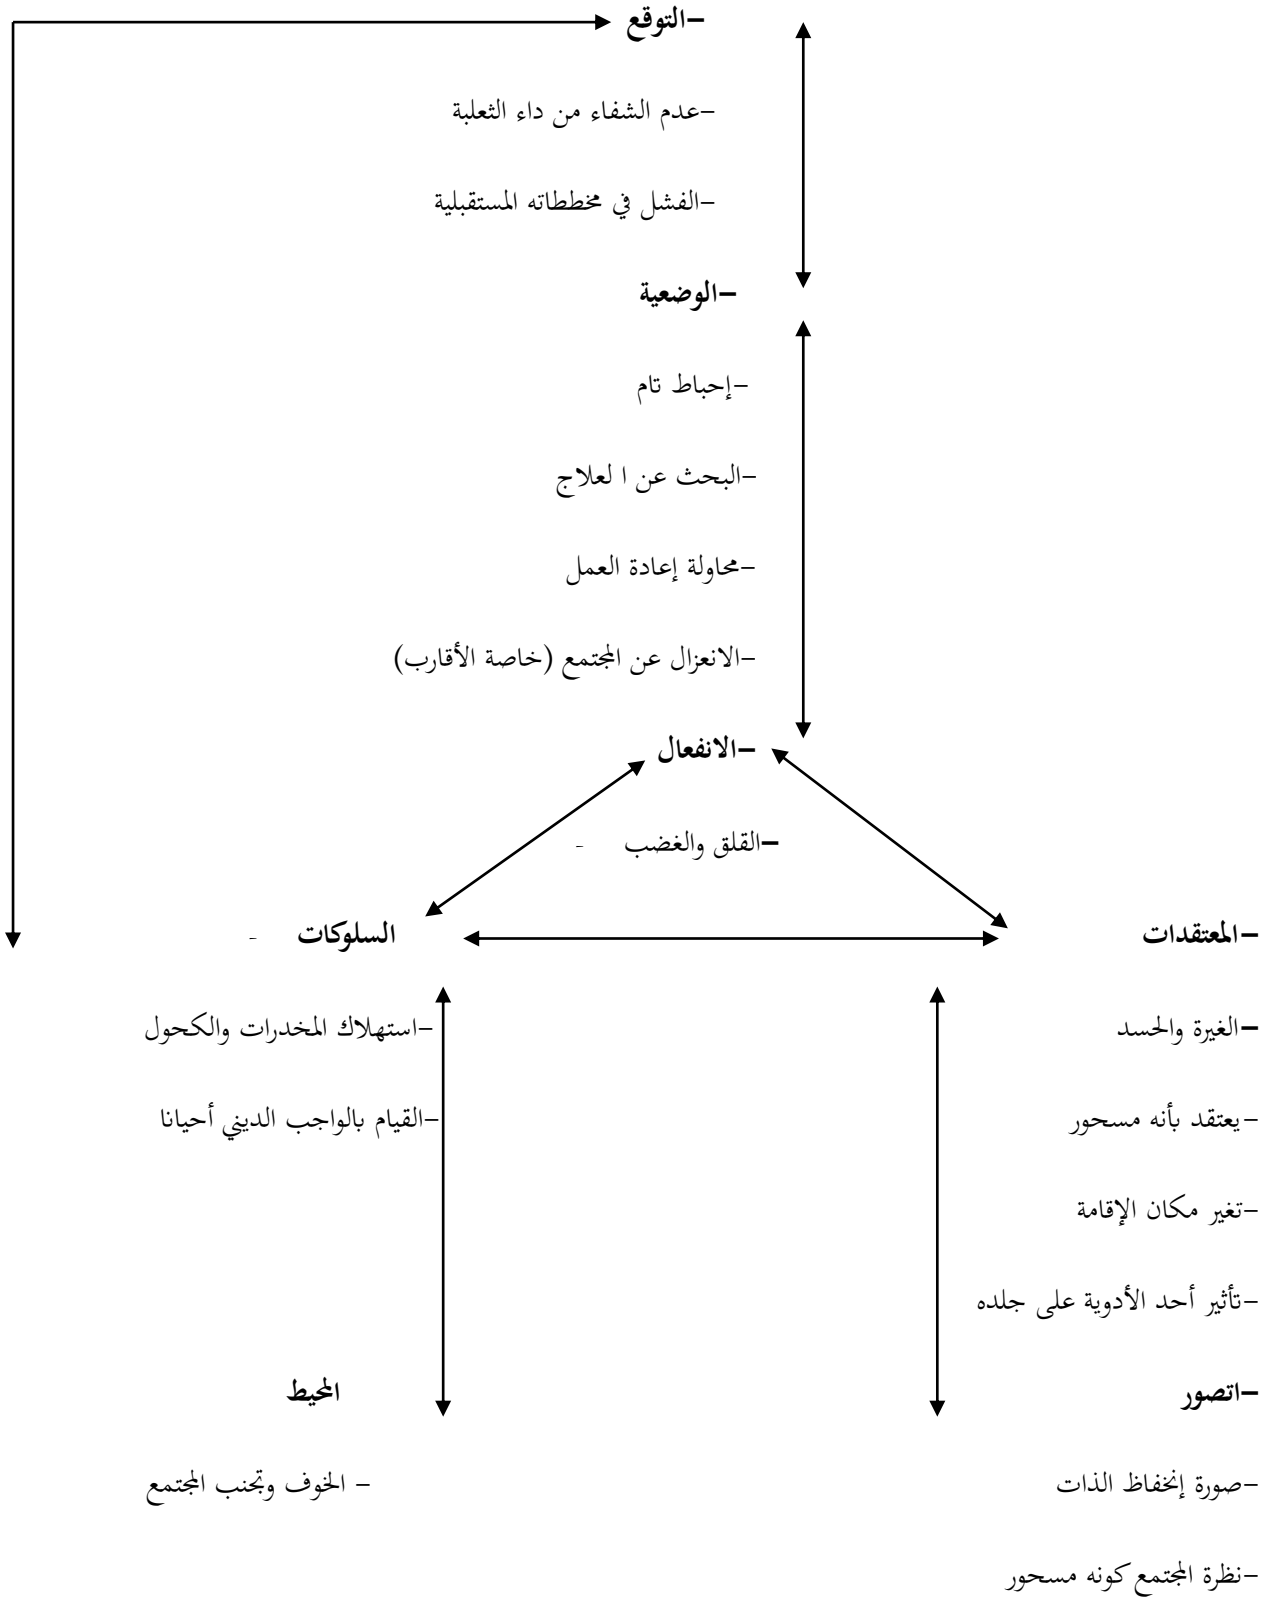 -التوقع
-عدم الشفاء من داء الثعلبة
-الفشل في مخططاته المستقبلية
-الوضعية
-إحباط تام
-البحث عن ا لعلاج
-محاولة إعادة العمل
-الانعزال عن المجتمع (خاصة الأقارب)
-الانفعال
-القلق والغضب -
-المعتقدات
السلوكات -
-الغيرة والحسد
-استهلاك المخدرات والكحول
-يعتقد بأنه مسحور
-القيام بالواجب الديني أحيانا
-تغير مكان الإقامة
-تأثير أحد الأدوية على جلده
-اتصور
المحيط
-صورة إنخفاظ الذات
- الخوف وتجنب المجتمع
-نظرة المجتمع كونه مسحور